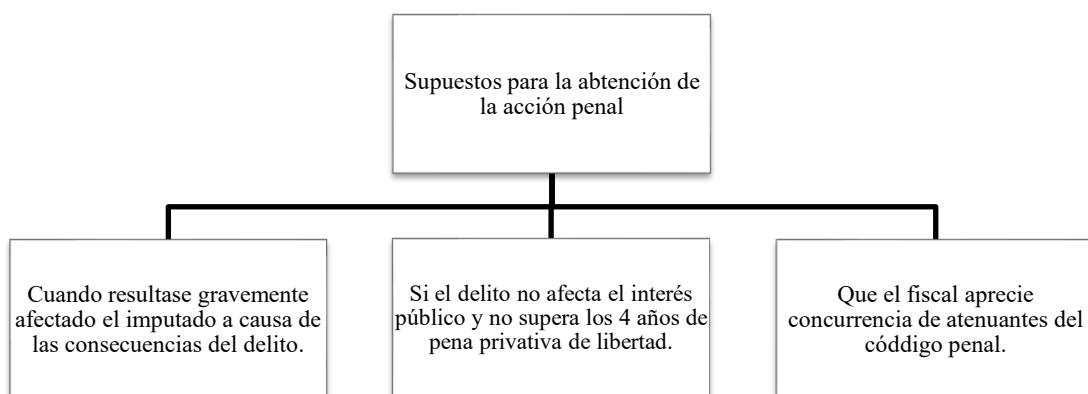 Supuestos para la abtención de
la acción penal
Cuando resultase gravemente
afectado el imputado a causa de
las consecuencias del delito.
Si el delito no afecta el interés
público y no supera los 4 años de
pena privativa de libertad.
Que el fiscal aprecie
concurrencia de atenuantes del
códdigo penal.